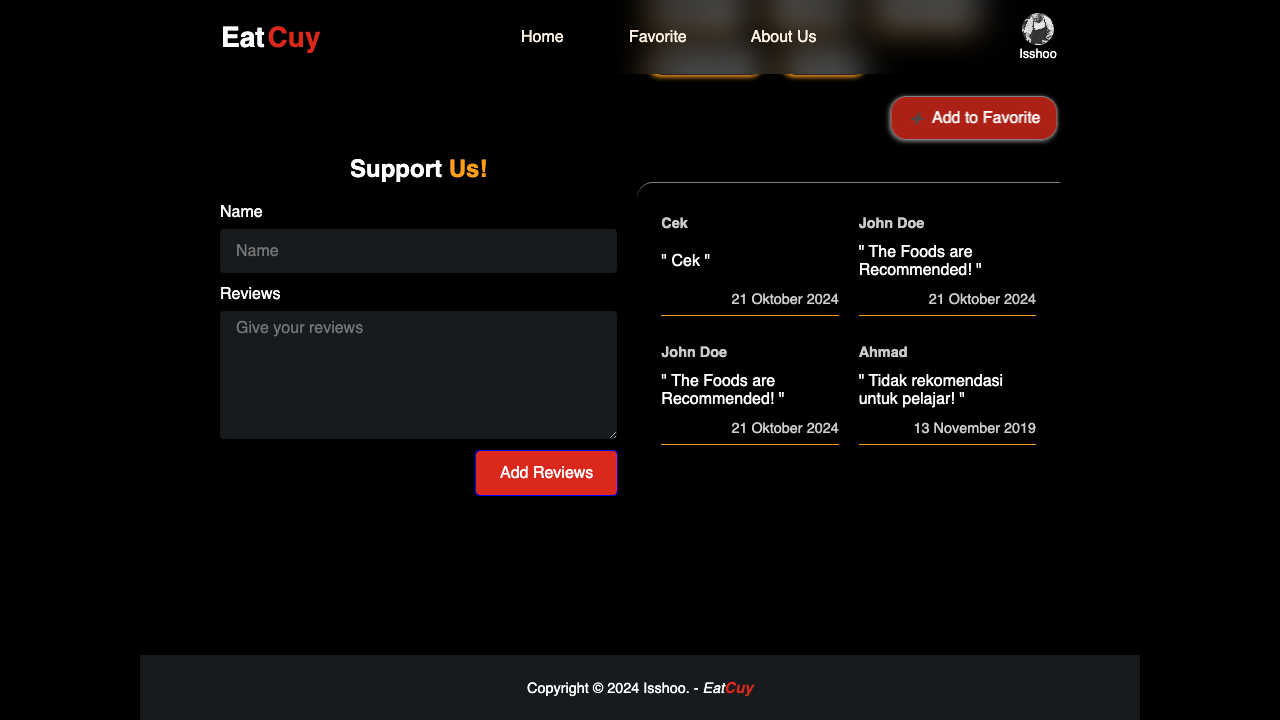 EatCuy
Home
Favorite
About Us
Isshoo
Add to Favorite
Support Us!
Name
Name
Reviews
Give your reviews
Add Reviews
Cek
" Cek "
21 Oktober 2024
John Doe
" The Foods are
Recommended! "
21 Oktober 2024
John Doe
" The Foods are
Recommended! "
21 Oktober 2024
Ahmad
" Tidak rekomendasi
untuk pelajar! "
13 November 2019
Copyright © 2024 Isshoo. - EatCuy